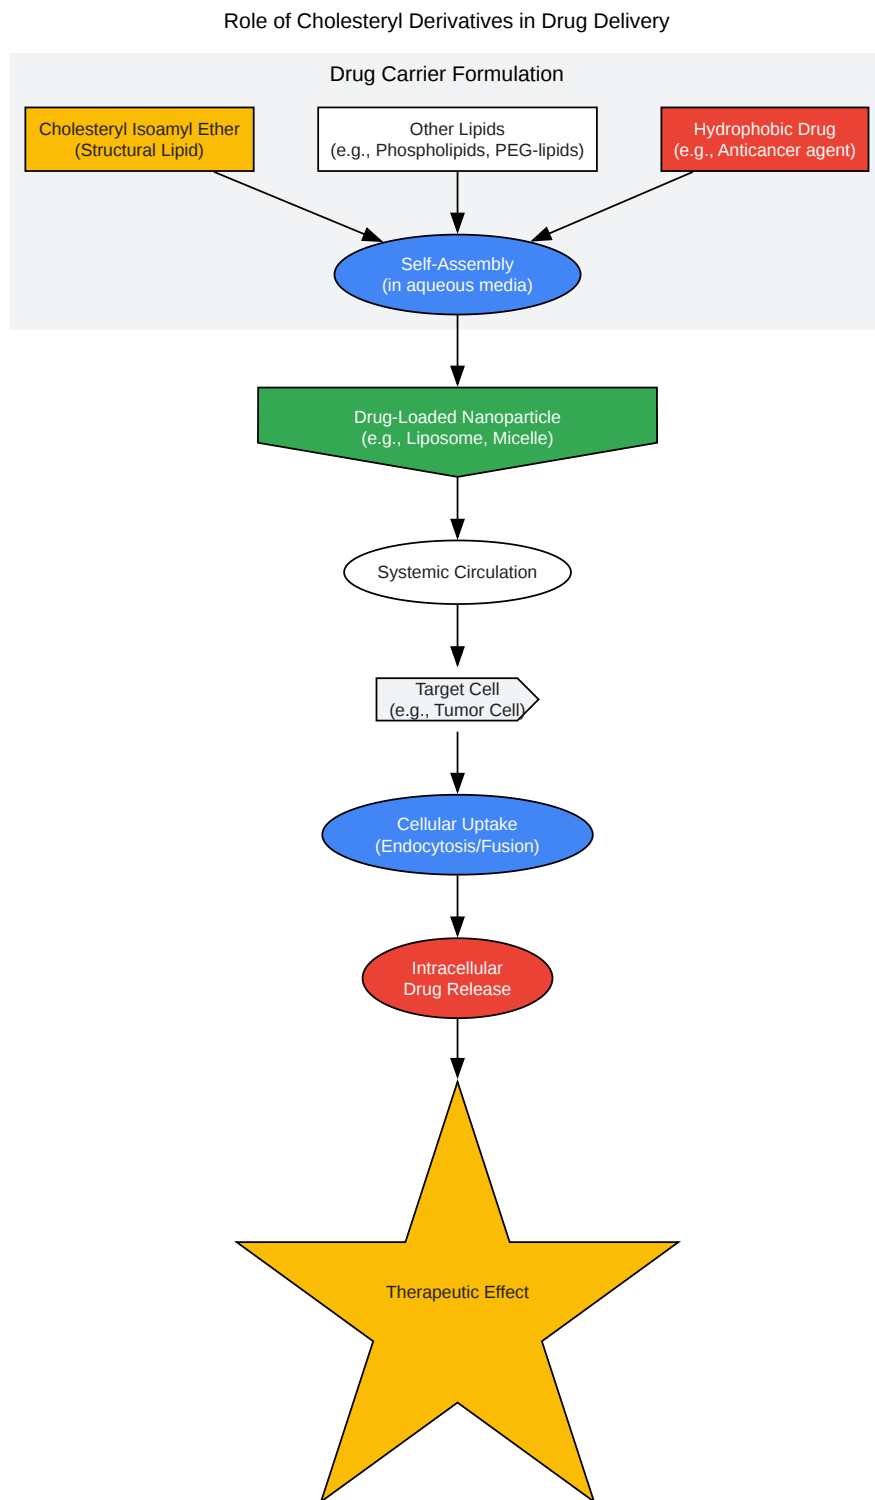 Role of Cholesteryl Derivatives in Drug Delivery
Drug Carrier Formulation
Cholesteryl Isoamyl Ether
(Structural Lipid)
Other Lipids
(e.g., Phospholipids, PEG-lipids)
Hydrophobic Drug
(e.g., Anticancer agent)
Self-Assembly
(in aqueous media)
Drug-Loaded Nanoparticle
(e.g., Liposome, Micelle)
Systemic Circulation
Target Cell
(e.g., Tumor Cell)
Cellular Uptake
(Endocytosis/Fusion)
Intracellular
Drug Release
Therapeutic Effect